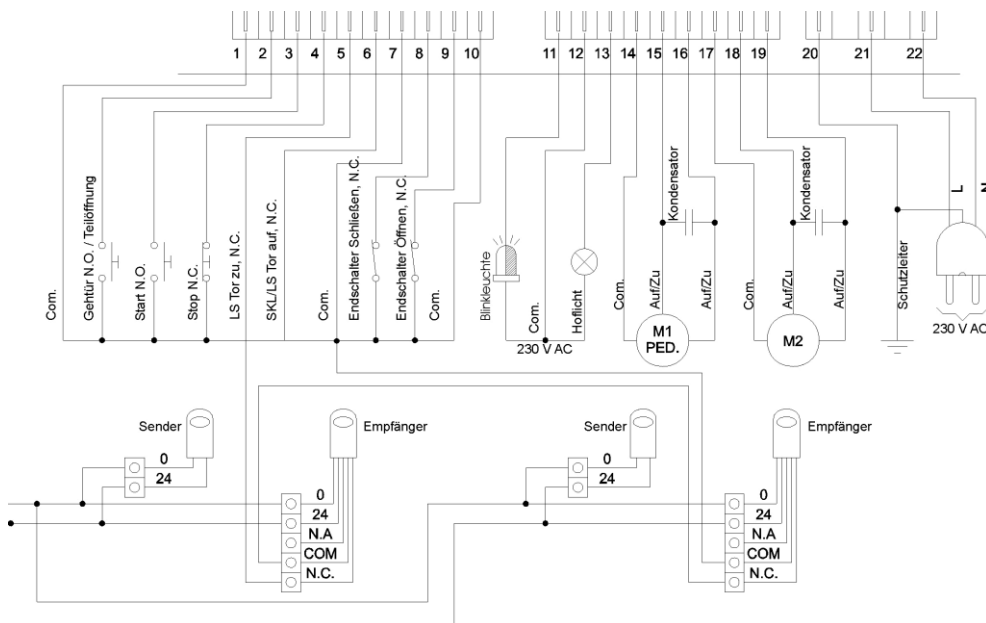 1 2 3 4 5 6 7 8 9 10 11 12 13 14 15 16 17 18 19 20 21 22
Com.
Gehtür N.O. / Teilöffnung
Start N.O.
Stop N.C.
LS Tor zu, N.C.
SKL/LS Tor auf, N.C.
Com.
Endschalter Schließen, N.C.
Endschalter Öffnen, N.C.
Com.
Blinkleuchte
Com.
Hoflicht
230 V AC
Com.
Auf/Zu
Kondensator
Auf/Zu
M1
PED.
Com.
Auf/Zu
Kondensator
Auf/Zu
M2
Schutzleiter
L
N
230 V AC
Sender
0
24
Empfänger
0
24
N.A
COM
N.C.
Sender
0
24
Empfänger
0
24
N.A
COM
N.C.